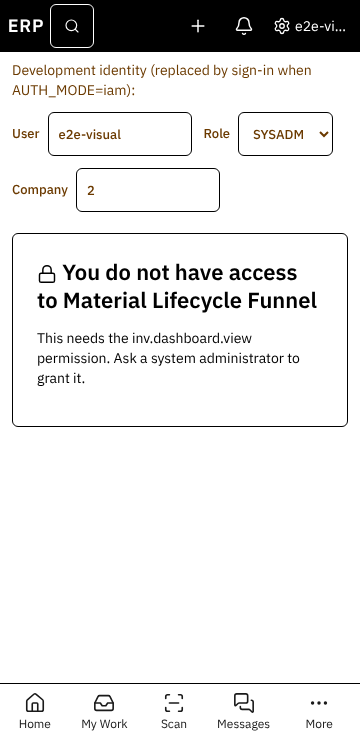 ERP
e2e-vi...
Development identity (replaced by sign-in when
AUTH_MODE=iam):
User e2e-visual Role SYSADM
Company 2
You do not have access
to Material Lifecycle Funnel
This needs the inv.dashboard.view
permission. Ask a system administrator to
grant it.
Home My Work Scan Messages More